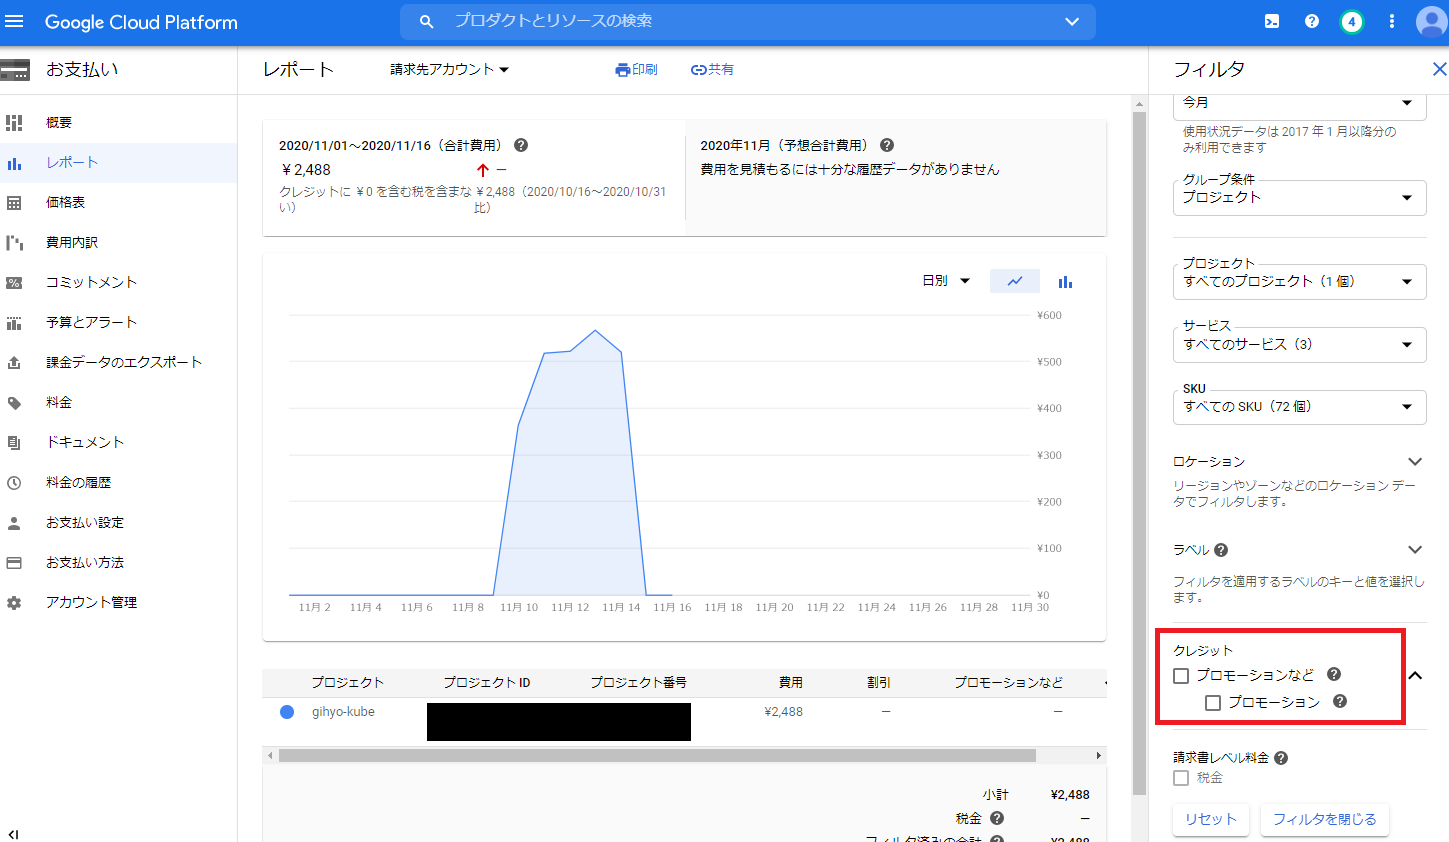 Google Cloud Platform
プロダクトとリソースの検索
4
お支払い
概要
レポート
価格表
費用内訳
コミットメント
予算とアラート
課金データのエクスポート
料金
ドキュメント
料金の履歴
お支払い設定
お支払い方法
アカウント管理
レポート
請求先アカウント
印刷
共有
2020/11/01～2020/11/16（合計費用）
￥2,488
–
クレジットに ￥0 を含む税を含まな
い）
￥2,488（2020/10/16～2020/10/31
比）
2020年11月（予想合計費用）
費用を見積もるには十分な履歴データがありません
日別
¥600
¥500
¥400
¥300
¥200
¥100
¥0
11月 2 11月 4 11月 6 11月 8 11月 10 11月 12 11月 14 11月 16 11月 18 11月 20 11月 22 11月 24 11月 26 11月 28 11月 30
プロジェクト プロジェクト ID プロジェクト番号 費用 割引 プロモーションなど
gihyo-kube ¥2,488 — —
小計 ¥2,488
税金 —
フィルタ済みの合計 ¥2,488
フィルタ
今月
使用状況データは 2017 年 1 月以降分の
み利用できます
グループ条件
プロジェクト
プロジェクト
すべてのプロジェクト（1 個）
サービス
すべてのサービス（3）
SKU
すべての SKU（72 個）
ロケーション
リージョンやゾーンなどのロケーション デー
タでフィルタします。
ラベル
フィルタを適用するラベルのキーと値を選択し
ます。
クレジット
プロモーションなど
プロモーション
請求書レベル料金
税金
リセット
フィルタを閉じる